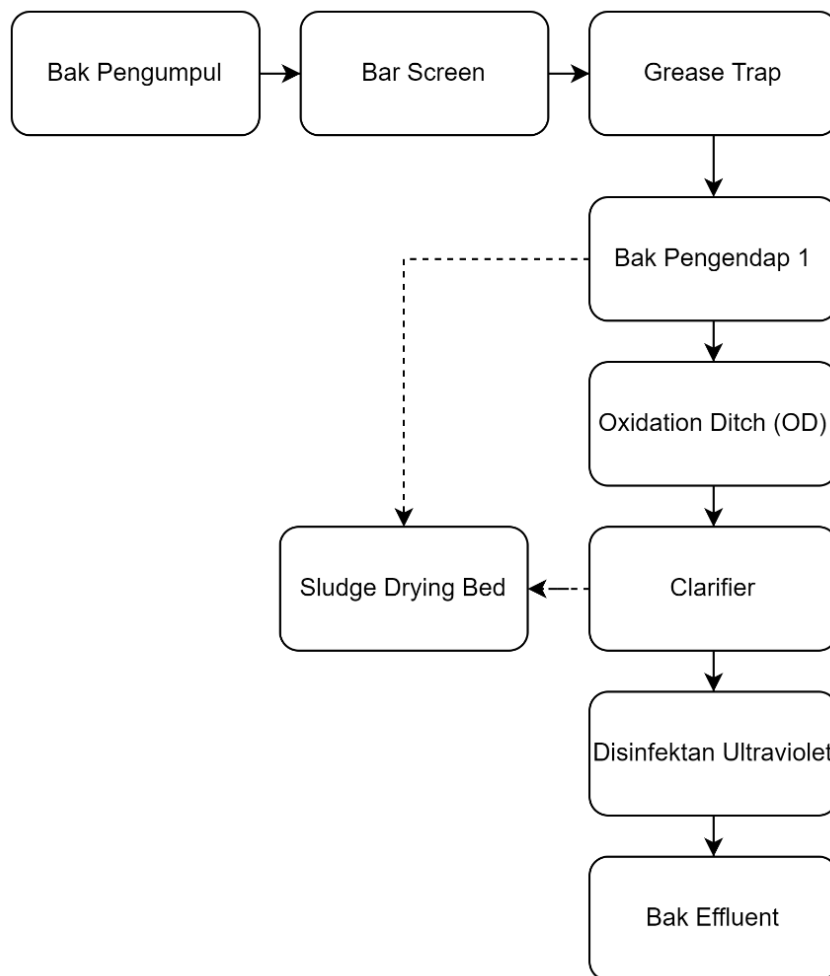 Bak Pengumpul
Bar Screen
Grease Trap
Bak Pengendap 1
Oxidation Ditch (OD)
Sludge Drying Bed
Clarifier
Disinfektan Ultraviolet
Bak Effluent